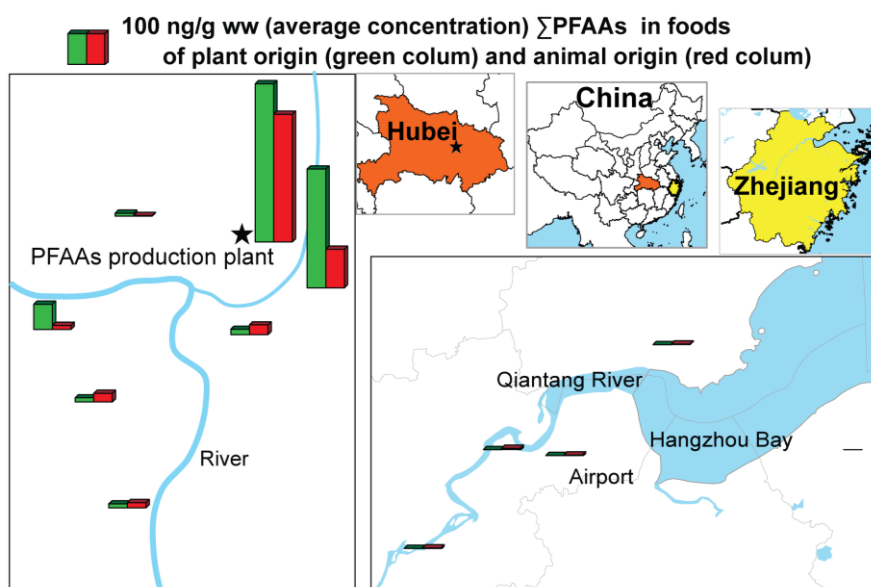 100 ng/g ww (average concentration) ∑PFAAs in foods
of plant origin (green colum) and animal origin (red colum)
Hubei
China
Zhejiang
PFAAs production plant
River
Qiantang River
Hangzhou Bay
Airport